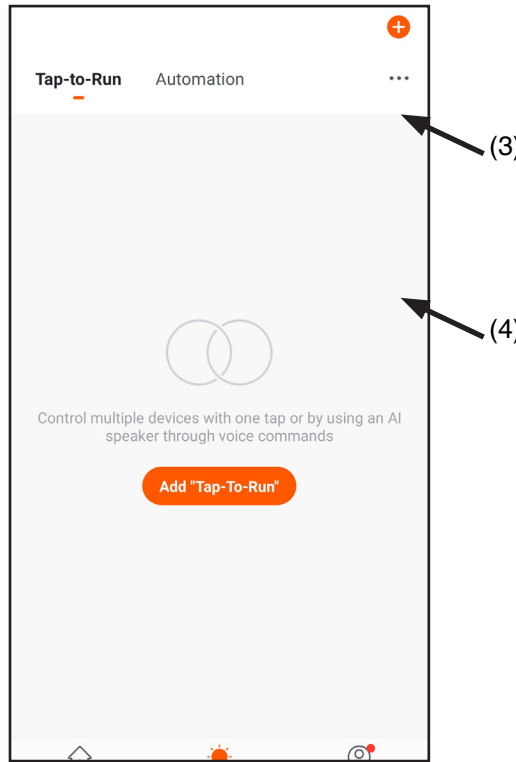 Tap-to-Run Automation
(3)
(4)
Control multiple devices with one tap or by using an AI
speaker through voice commands
Add "Tap-To-Run"